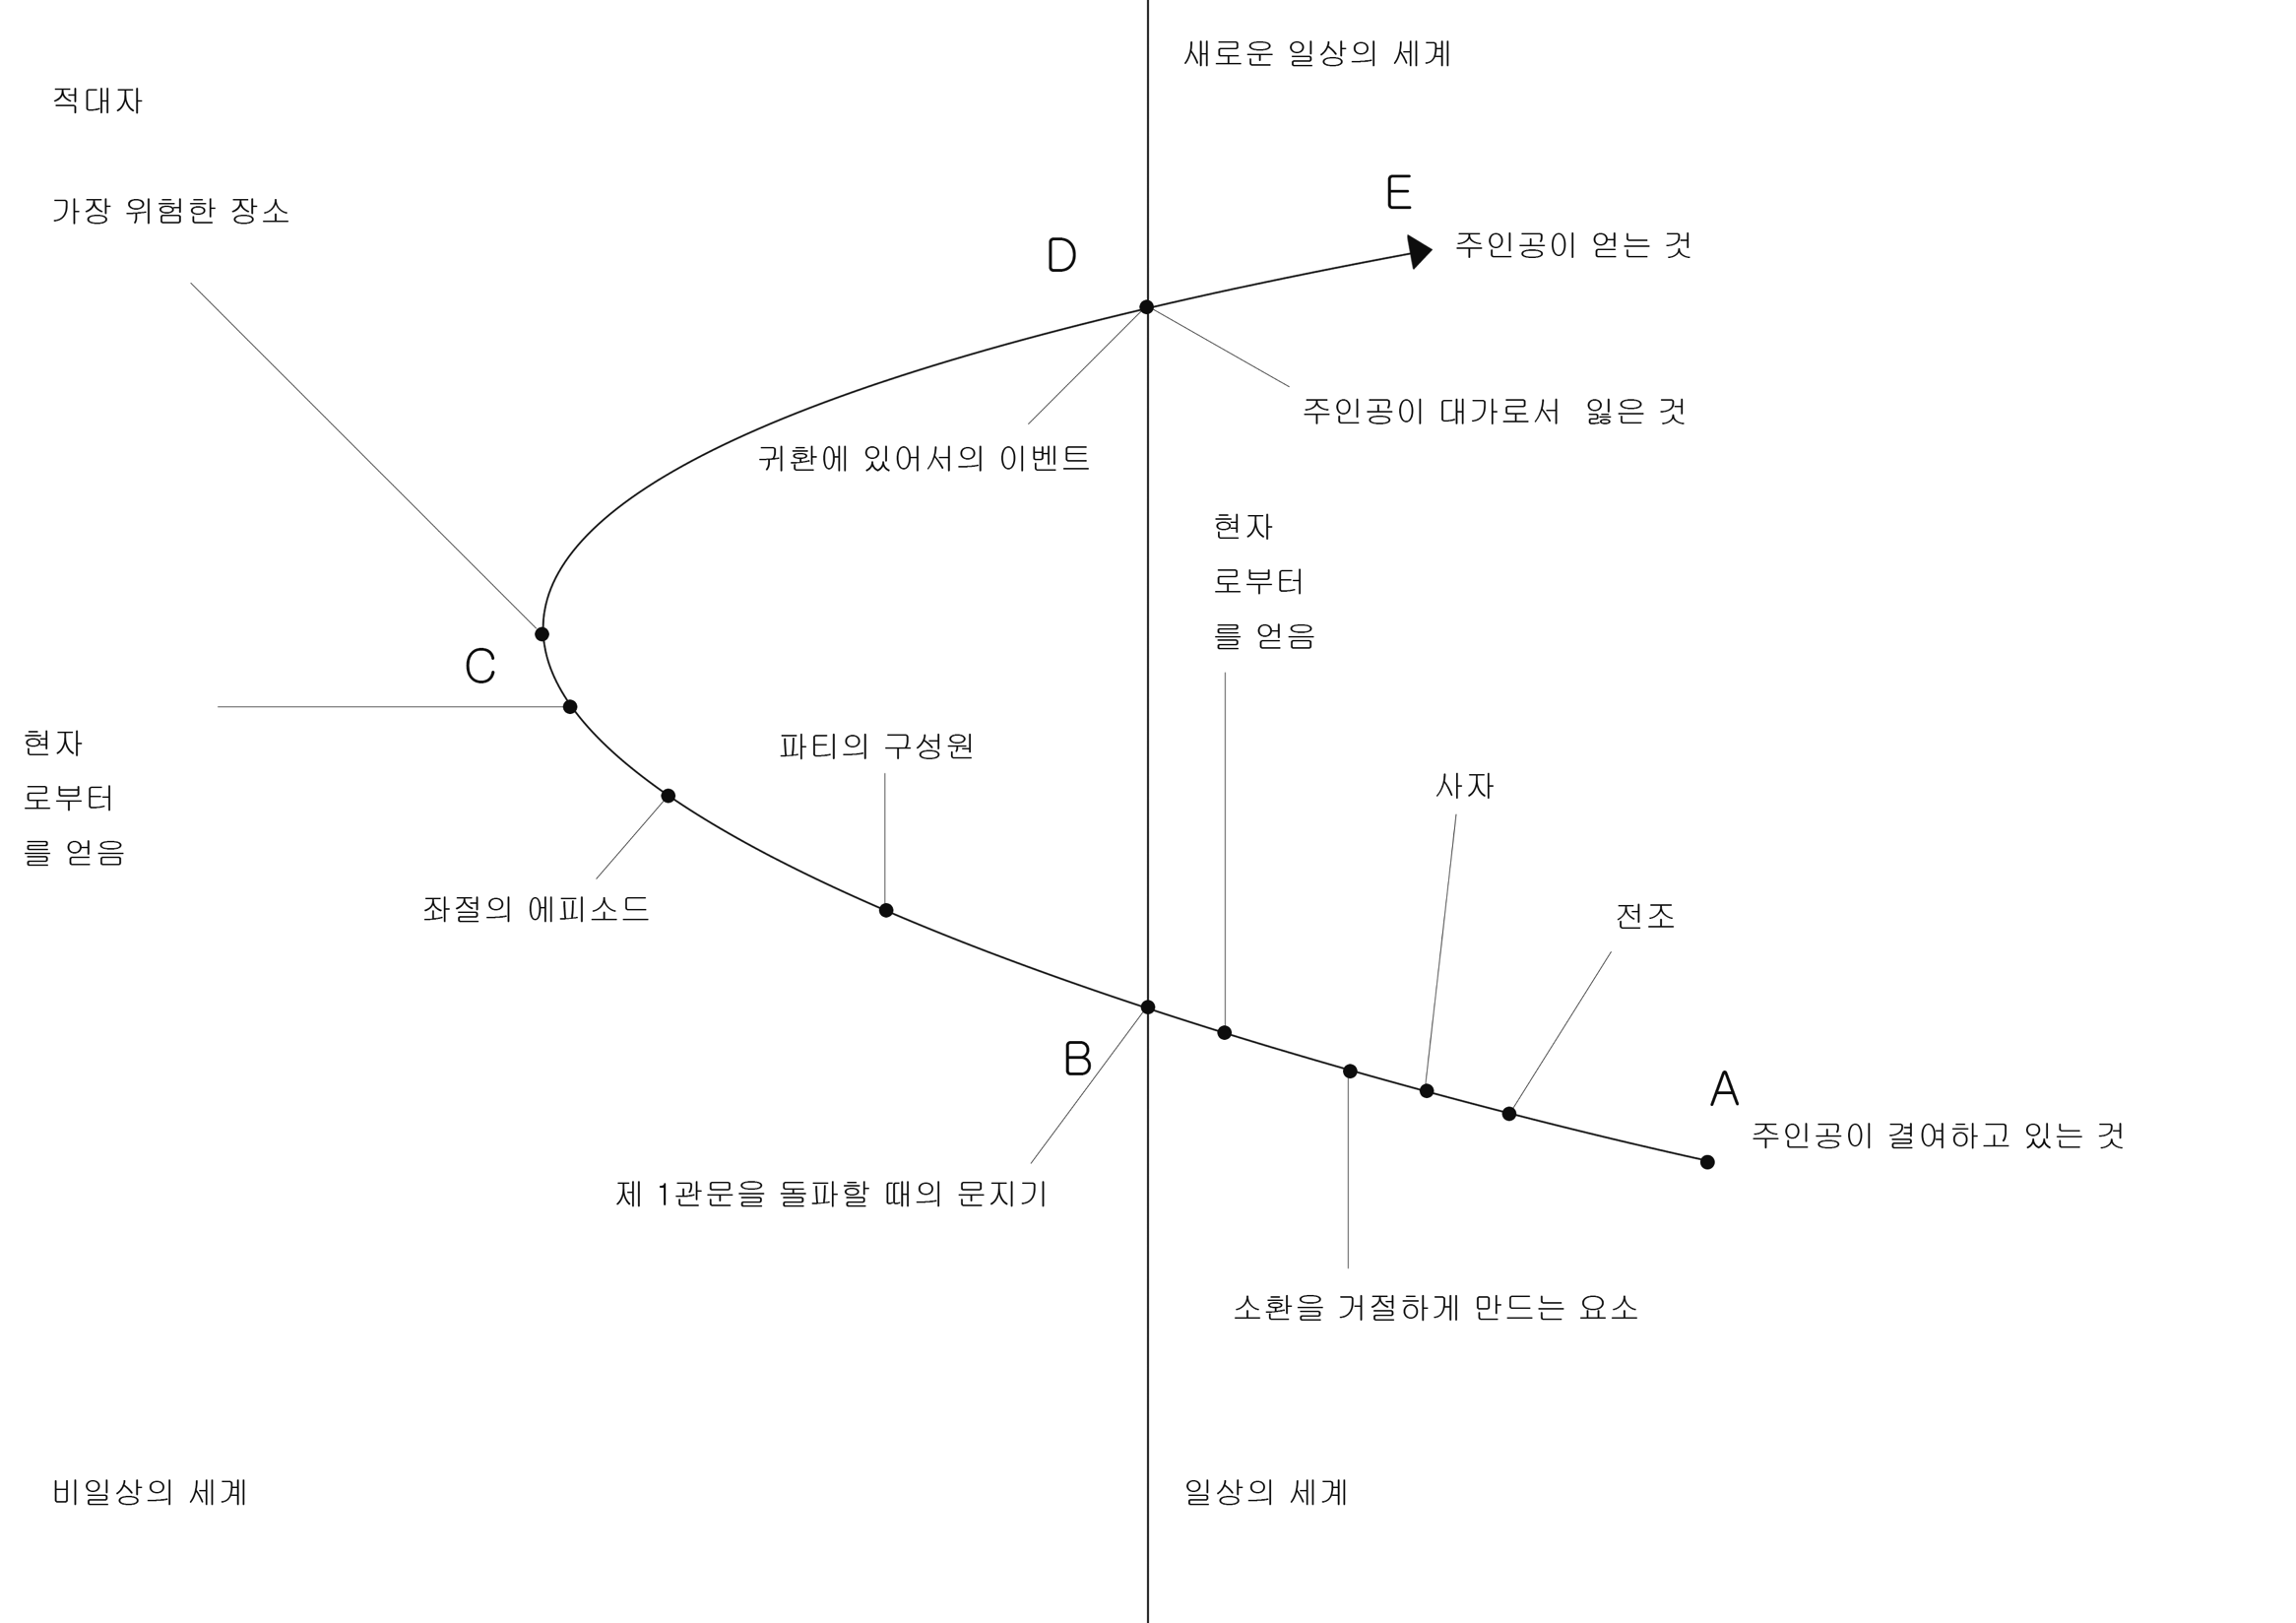 새로운 일상의 세계
적대자
가장 위험한 장소
E
주인공이 얻는 것
D
주인공이 대가로서 잃은 것
귀환에 있어서의 이벤트
현자
로부터
를 얻음
C
현자
로부터
를 얻음
파티의 구성원
사자
좌절의 에피소드
전조
B
A
주인공이 결여하고 있는 것
제 1관문을 돌파할 때의 문지기
소환을 거절하게 만드는 요소
비일상의 세계
일상의 세계